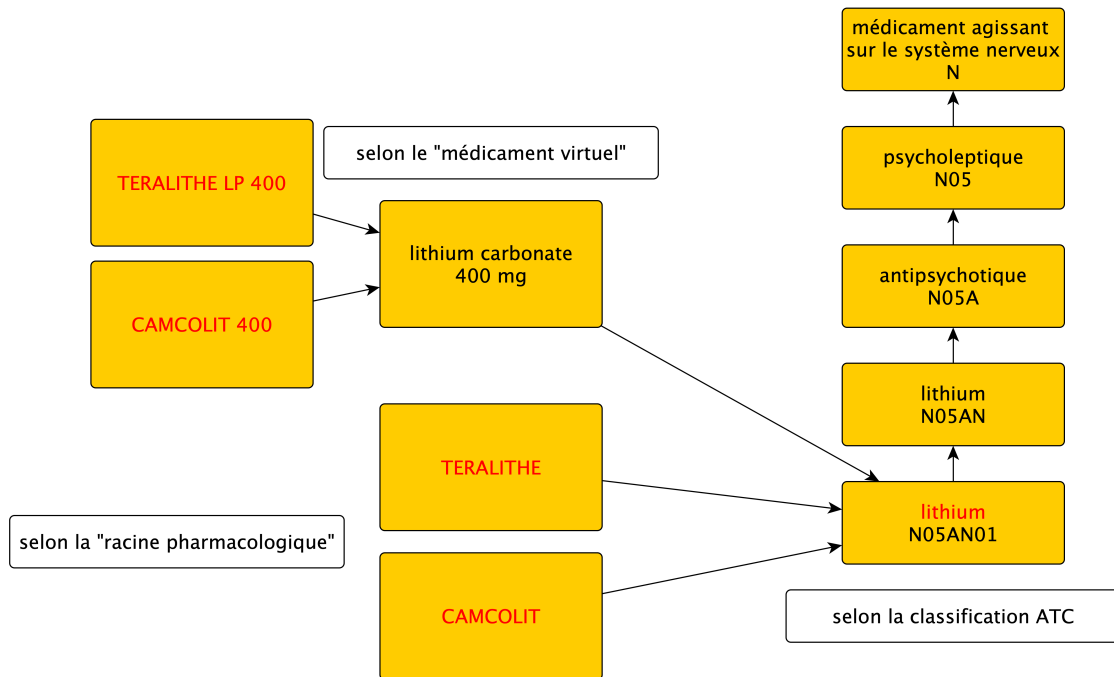 médicament agissant
sur le système nerveux
N
TERALITHE LP 400
selon le "médicament virtuel"
psycholeptique
N05
lithium carbonate
400 mg
CAMCOLIT 400
antipsychotique
N05A
lithium
N05AN
TERALITHE
lithium
N05AN01
selon la "racine pharmacologique"
CAMCOLIT
selon la classification ATC